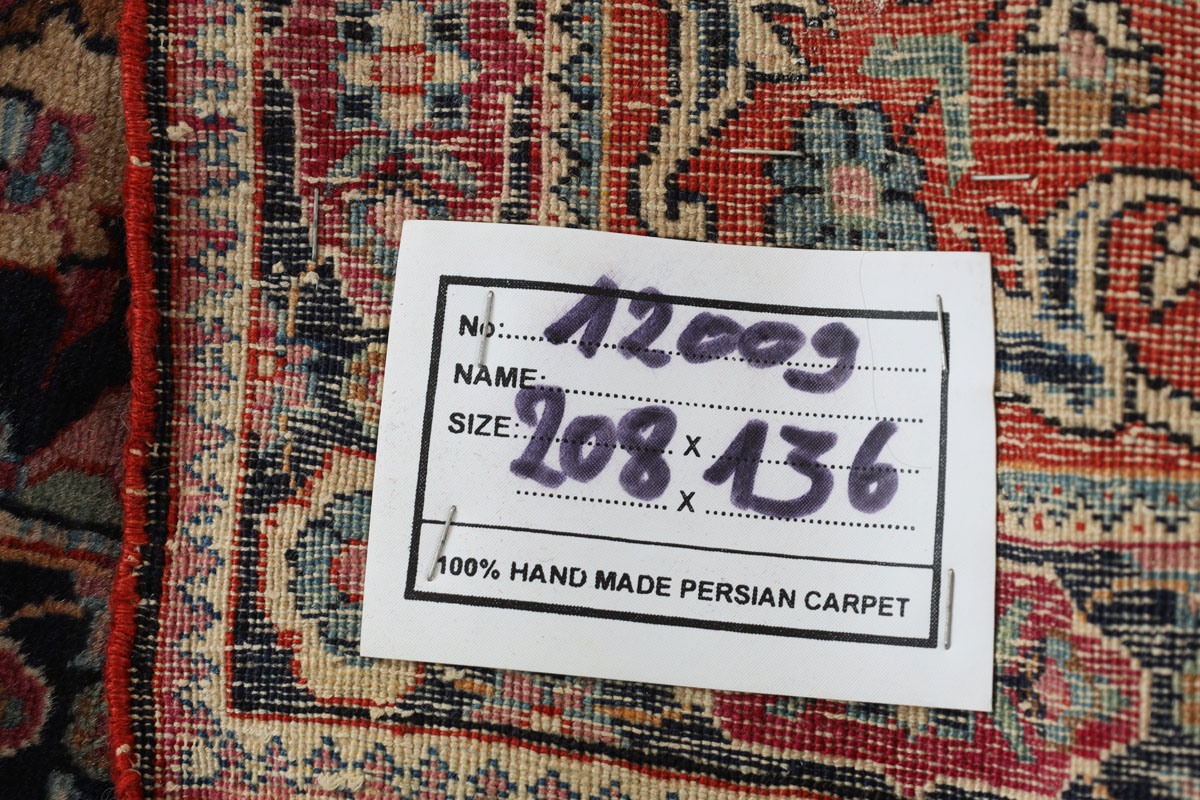 No: 12009
NAME:
SIZE: 208 x 136
x
100% HAND MADE PERSIAN CARPET